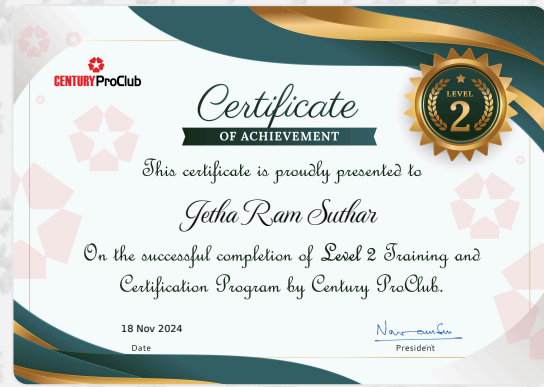 CENTURY ProClub
Certificate
OF ACHIEVEMENT
LEVEL
2
This certificate is proudly presented to
Jetha Ram Suthar
On the successful completion of Level 2 Training and
Certification Program by Century ProClub.
18 Nov 2024
Date
President